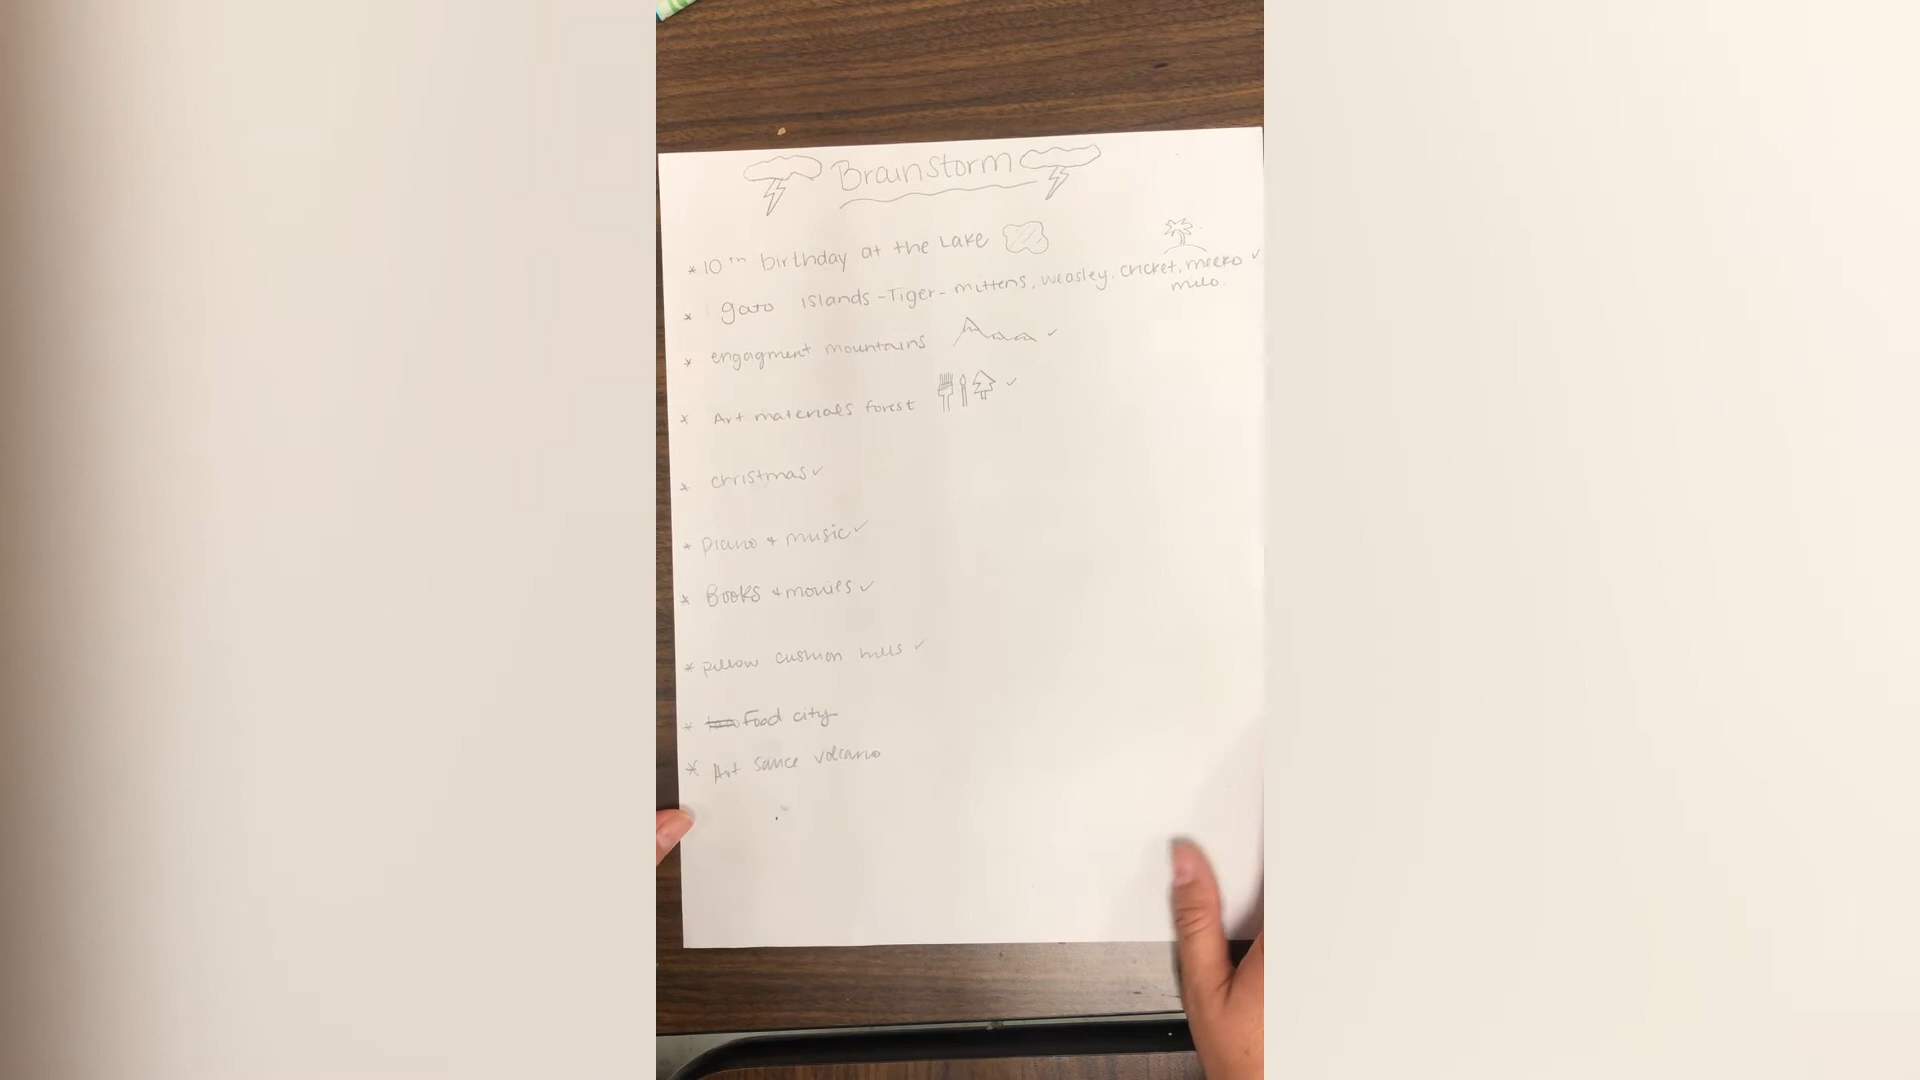 Brainstorm
* 10th birthday at the Lake
* gato Islands - Tiger - mittens, weasley. cricket, meeko ✓
milo.
* engagment mountains ✓
* Art materials forest ✓
* christmas ✓
* piano + music ✓
* Books + movies ✓
* pillow cushion hills ✓
* Food city
* Hot sauce volcano